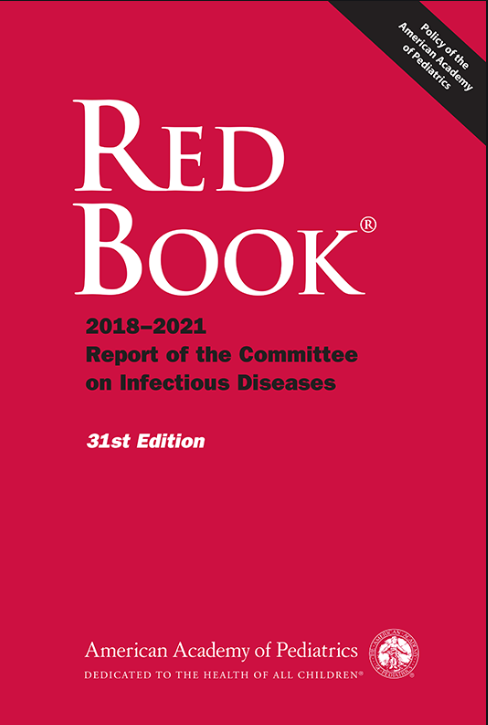 Policy of the
American Academy
of Pediatrics
RED
BOOK®
2018–2021
Report of the Committee
on Infectious Diseases
31st Edition
American Academy of Pediatrics
DEDICATED TO THE HEALTH OF ALL CHILDREN®